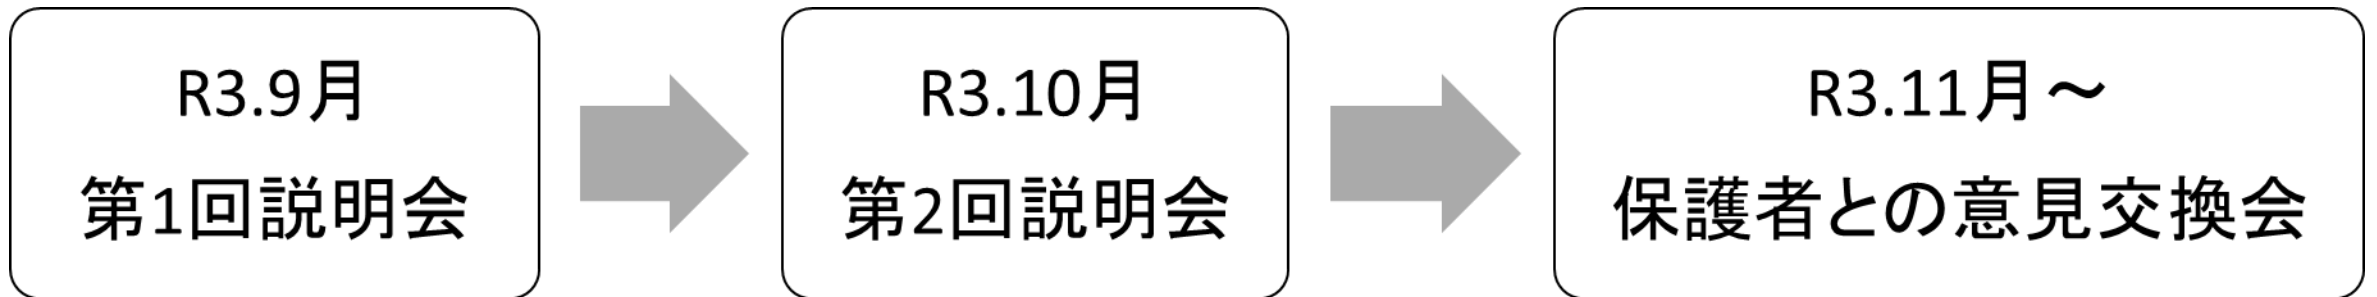 R3.9月
第1回説明会
R3.10月
第2回説明会
R3.11月～
保護者との意見交換会